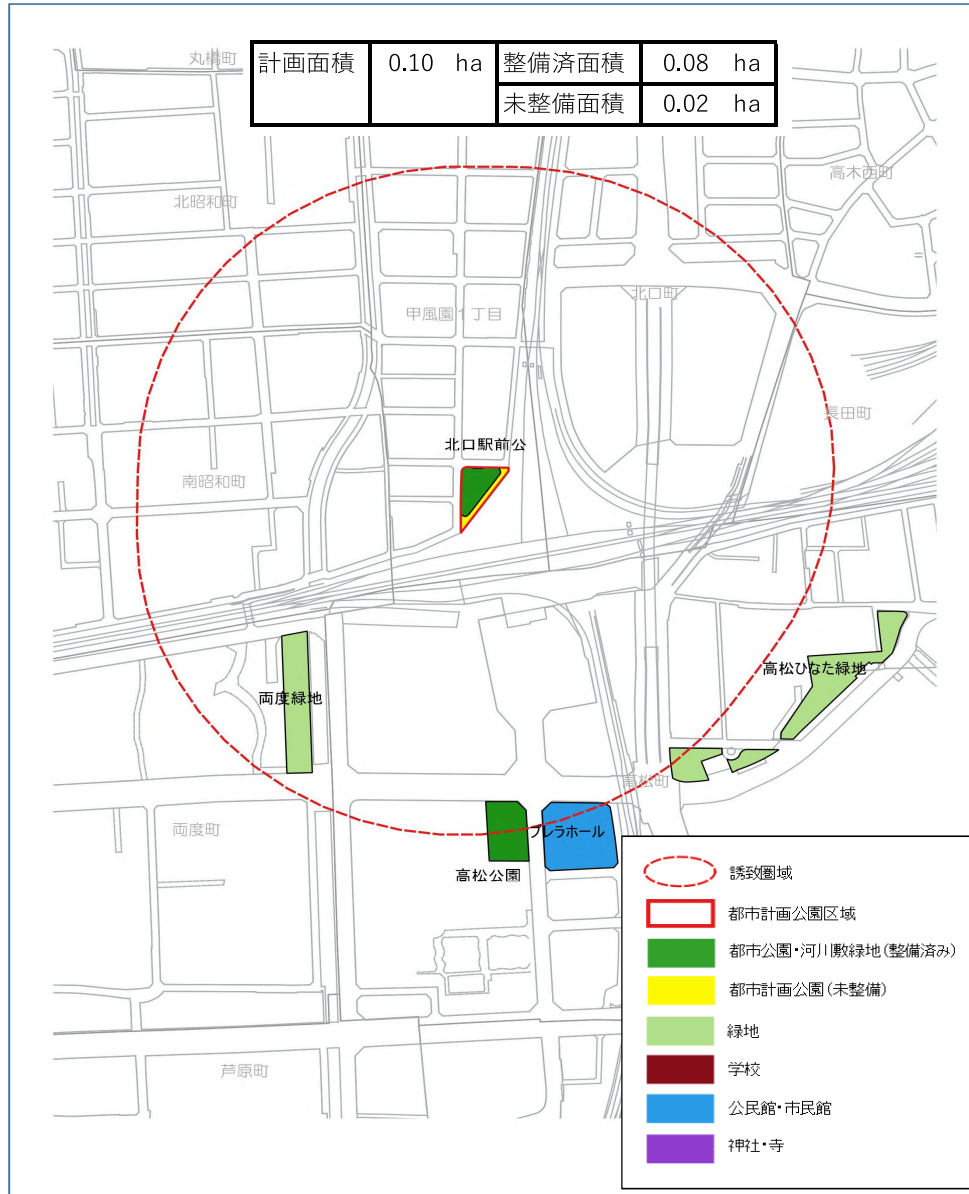 丸橋町
計画面積 0.10 ha 整備済面積 0.08 ha
未整備面積 0.02 ha
高木西町
北昭和町
北口町
甲風園1丁目
長田町
北口駅前公
南昭和町
高松ひなた緑地
両度緑地
高松町
両度町
プレラホール
高松公園
芦原町
誘致圏域
都市計画公園区域
都市公園・河川敷緑地(整備済み)
都市計画公園(未整備)
緑地
学校
公民館・市民館
神社・寺